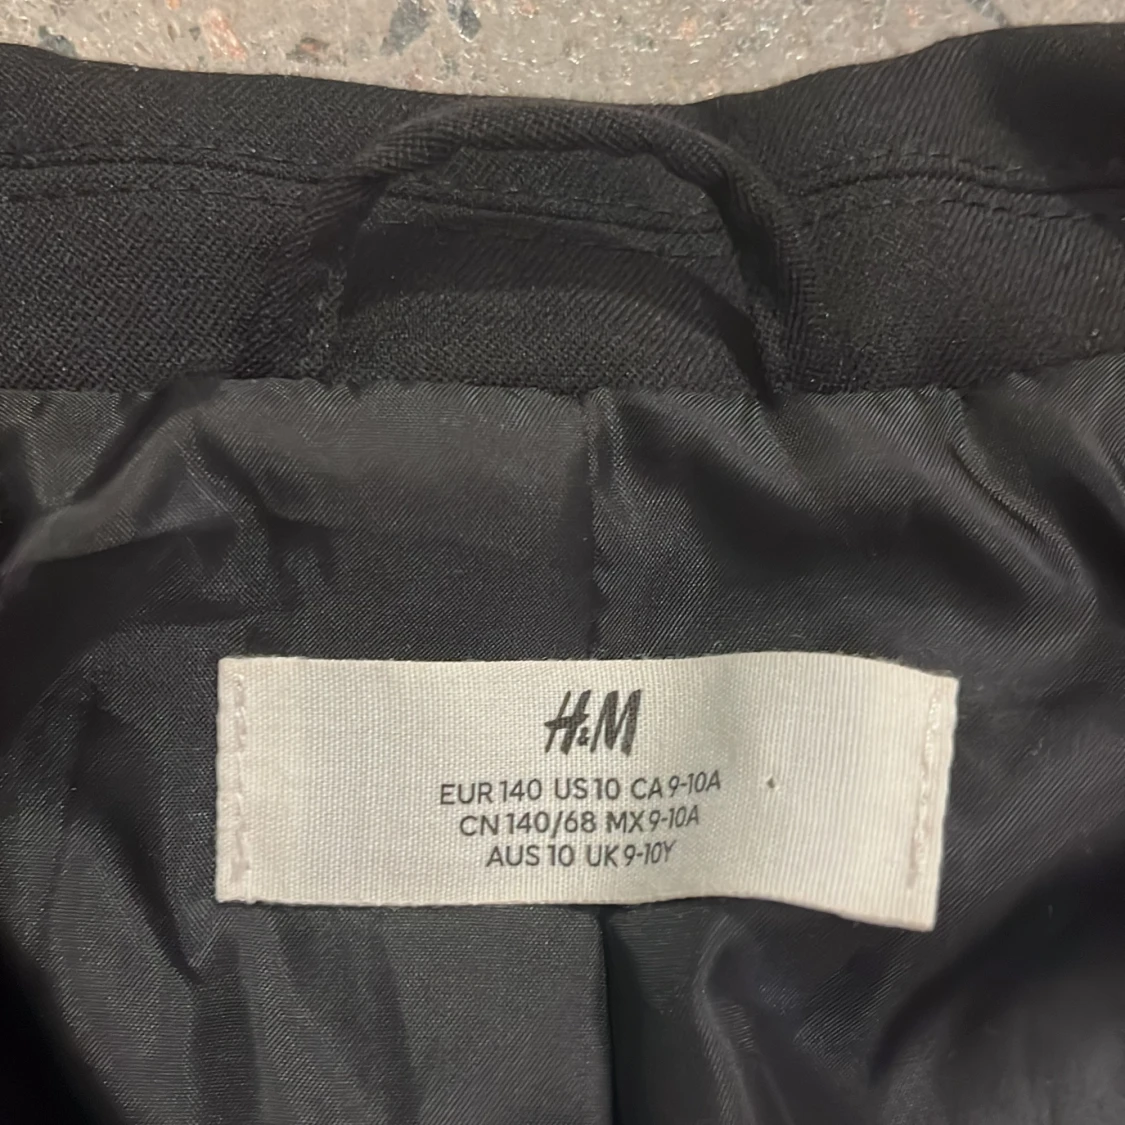 H&M
EUR 140 US 10 CA 9-10A
CN 140/68 MX 9-10A
AUS 10 UK 9-10Y